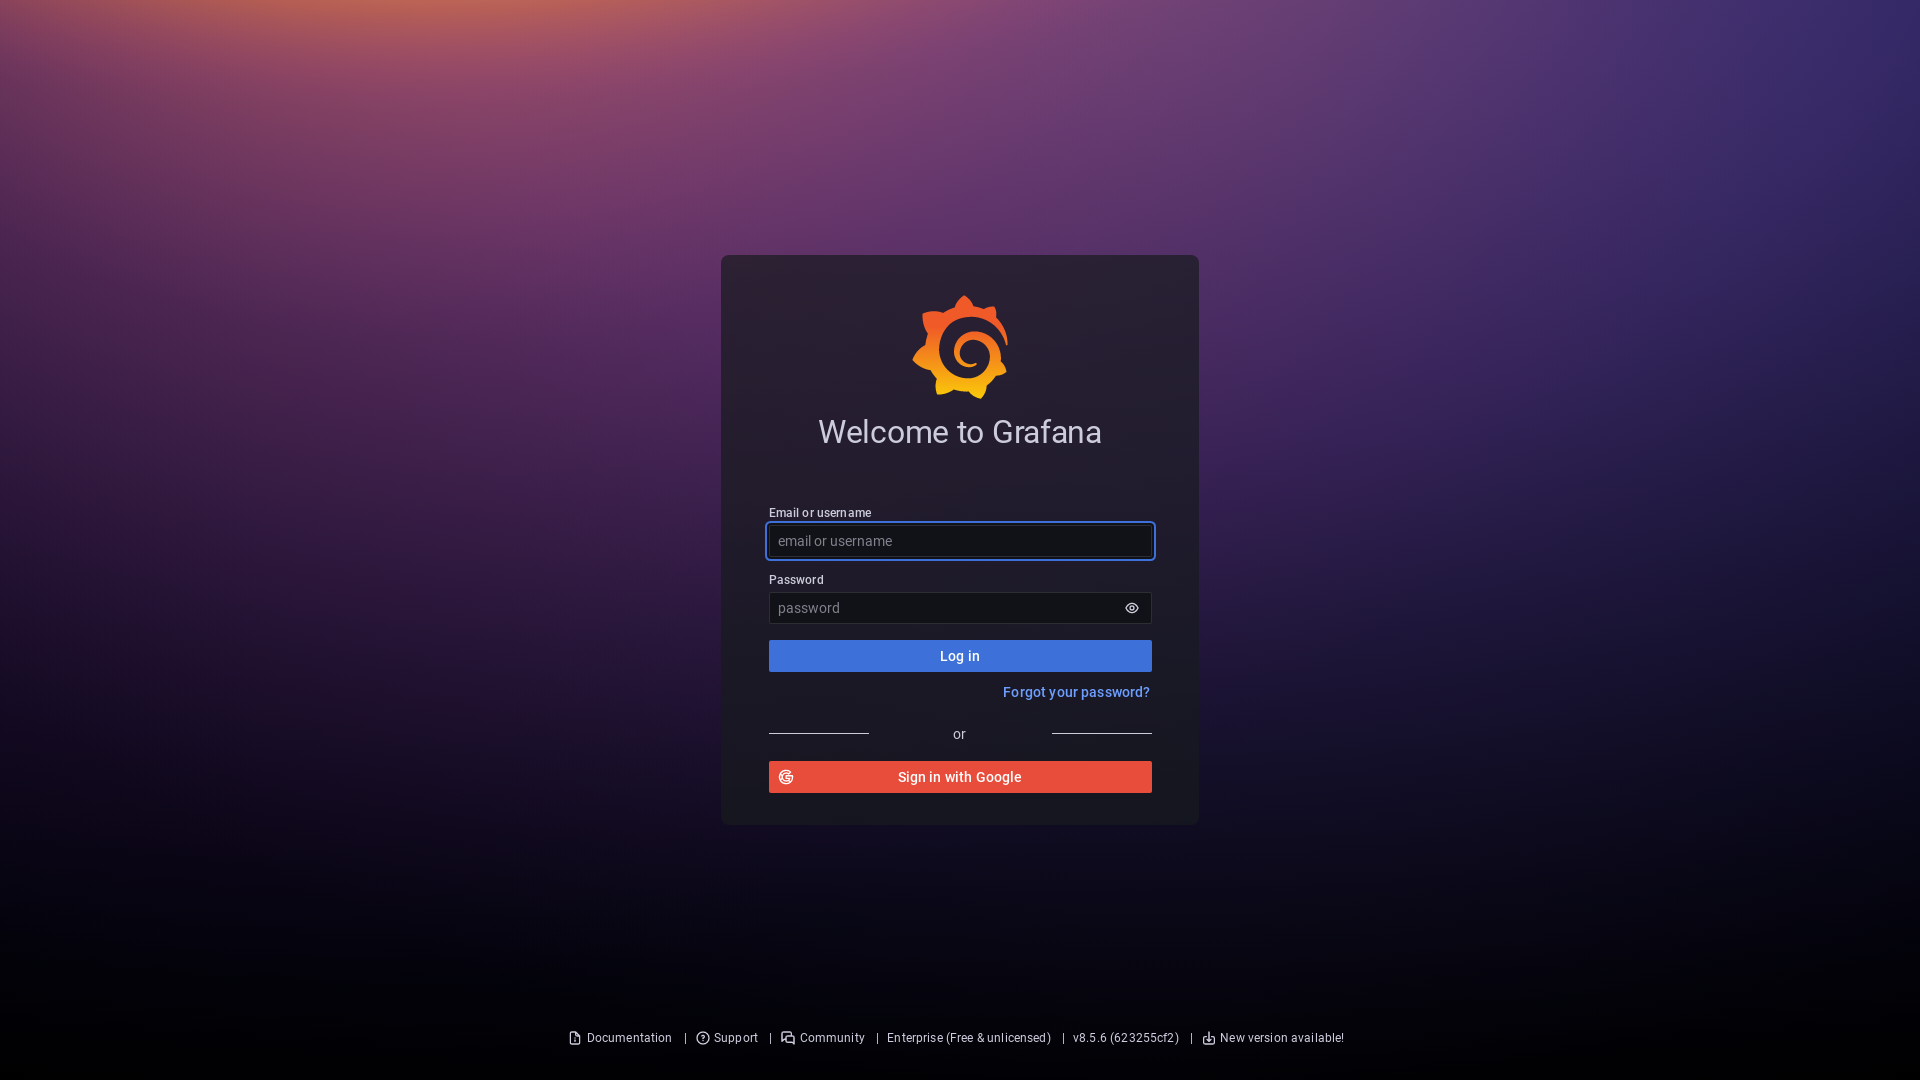 Welcome to Grafana
Email or username
email or username
Password
password
Log in
Forgot your password?
or
Sign in with Google
Documentation | Support | Community | Enterprise (Free & unlicensed) | v8.5.6 (623255cf2) | New version available!